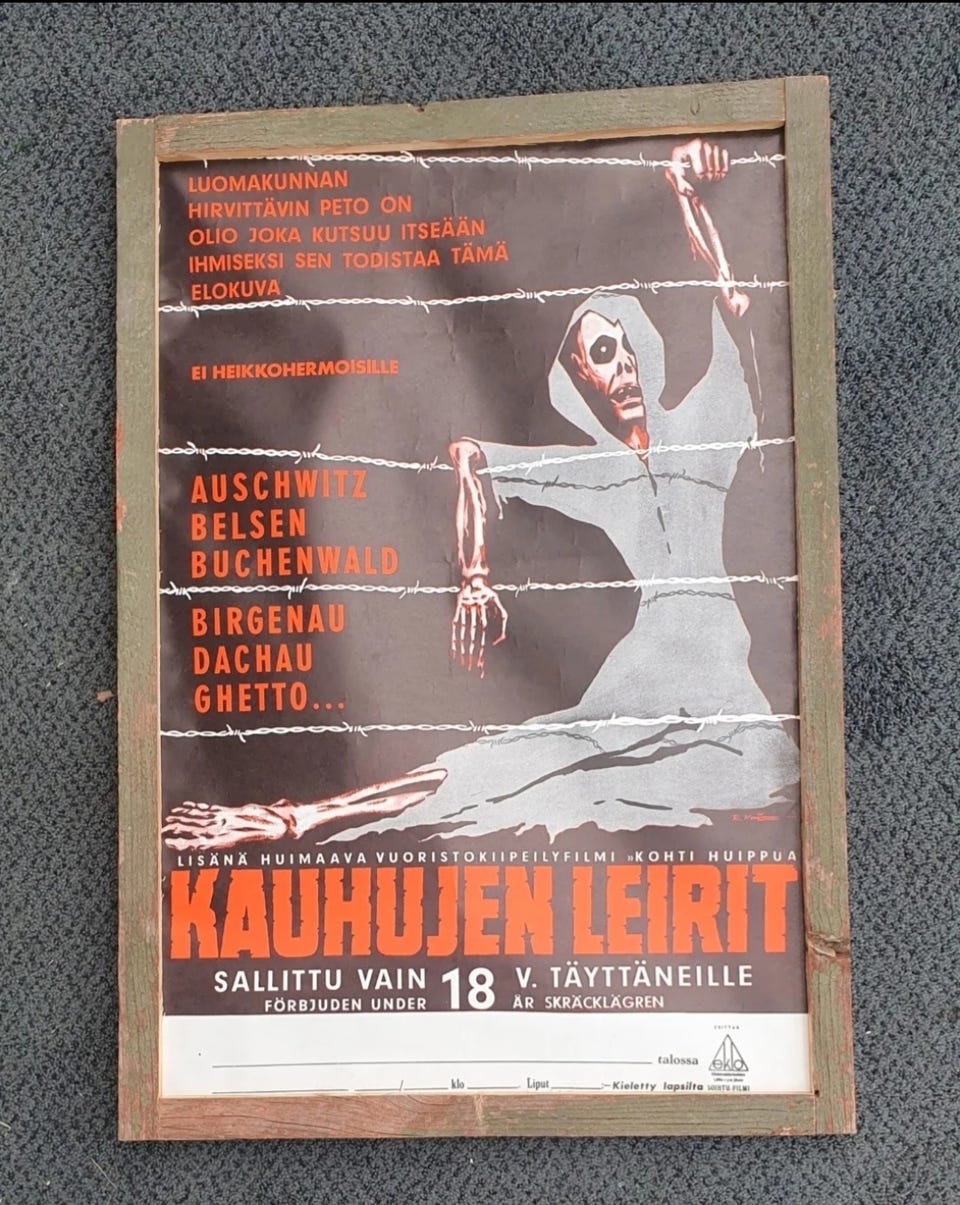 LUOMAKUNNAN
HIRVITTÄVIN PETO ON
OLIO JOKA KUTSUU ITSEÄÄN
IHMISEKSI SEN TODISTAA TÄMÄ
ELOKUVA
EI HEIKKOHERMOISILLE
AUSCHWITZ
BELSEN
BUCHENWALD
BIRGENAU
DACHAU
GHETTO...
LISÄNÄ HUIMAAVA VUORISTOKIIPEILYFILMI »KOHTI HUIPPUA
KAUHUJEN LEIRIT
SALLITTU VAIN 18 V. TÄYTTÄNEILLE
FÖRBJUDEN UNDER ÅR SKRÄCKLÄGREN
talossa
eklo
/ klo Liput :—Kielletty lapsilta